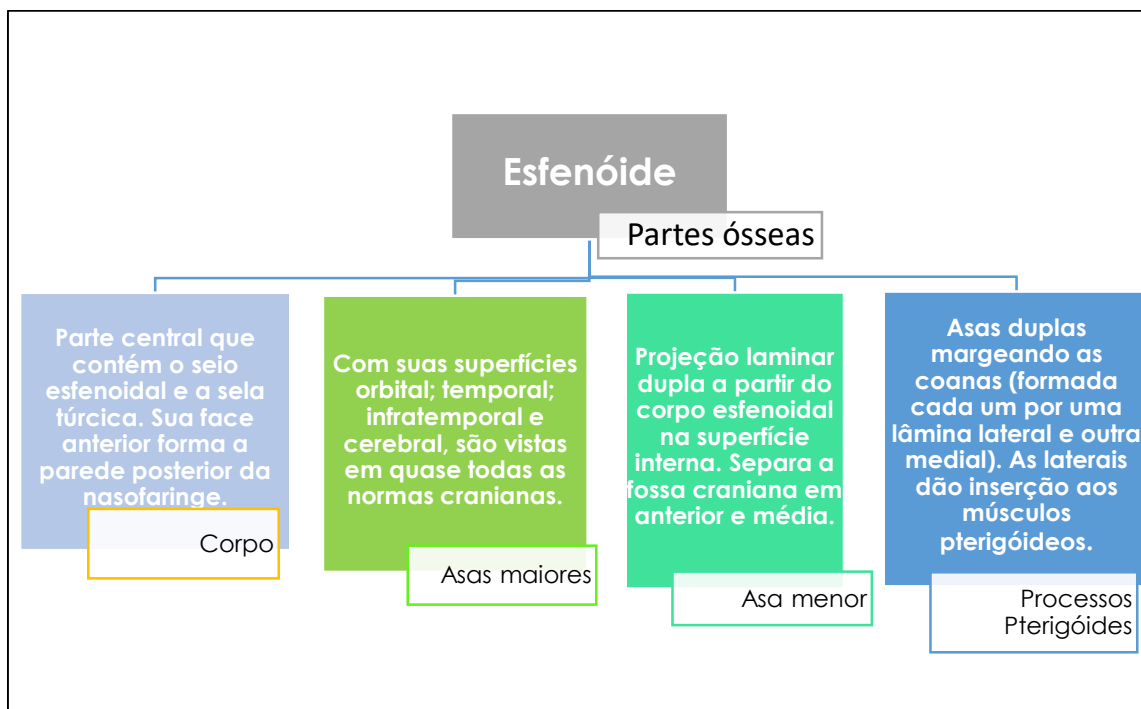 Esfenóide
Partes ósseas
Parte central que
contém o seio
esfenoidal e a sela
túrcica. Sua face
anterior forma a
parede posterior da
nasofaringe.
Corpo
Com suas superfícies
orbital; temporal;
infratemporal e
cerebral, são vistas
em quase todas as
normas cranianas.
Asas maiores
Projeção laminar
dupla a partir do
corpo esfenoidal
na superfície
interna. Separa a
fossa craniana em
anterior e média.
Asa menor
Asas duplas
margeando as
coanas (formada
cada um por uma
lâmina lateral e outra
medial). As laterais
dão inserção aos
músculos
pterigóideos.
Processos
Pterigóides